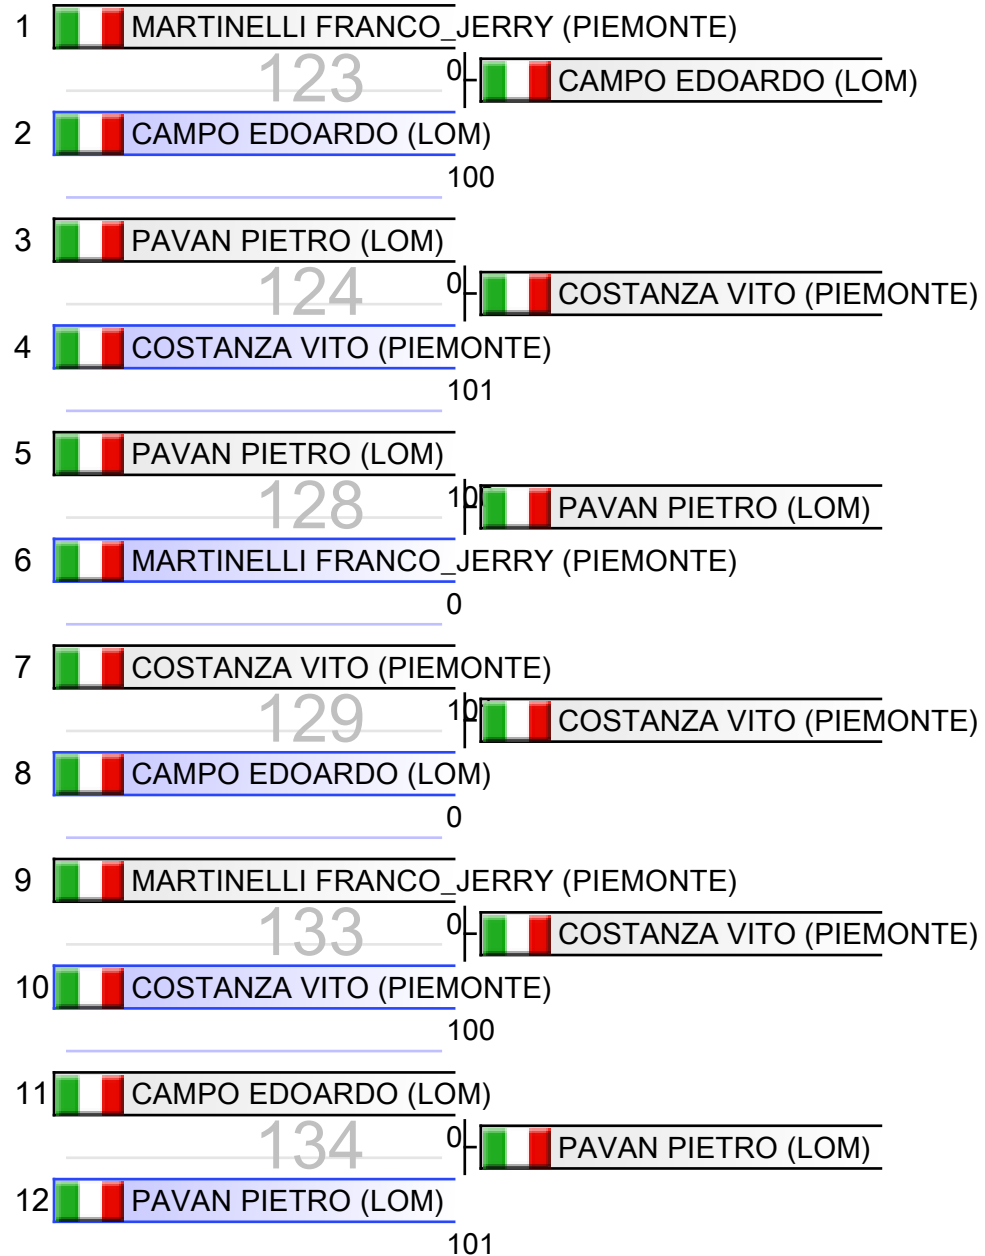 1 MARTINELLI FRANCO_JERRY (PIEMONTE)
123 0 CAMPO EDOARDO (LOM)
2 CAMPO EDOARDO (LOM)
100
3 PAVAN PIETRO (LOM)
124 0 COSTANZA VITO (PIEMONTE)
4 COSTANZA VITO (PIEMONTE)
101
5 PAVAN PIETRO (LOM)
128 PAVAN PIETRO (LOM)
6 MARTINELLI FRANCO_JERRY (PIEMONTE)
0
7 COSTANZA VITO (PIEMONTE)
129 COSTANZA VITO (PIEMONTE)
8 CAMPO EDOARDO (LOM)
0
9 MARTINELLI FRANCO_JERRY (PIEMONTE)
133 0 COSTANZA VITO (PIEMONTE)
10 COSTANZA VITO (PIEMONTE)
100
11 CAMPO EDOARDO (LOM)
134 0 PAVAN PIETRO (LOM)
12 PAVAN PIETRO (LOM)
101